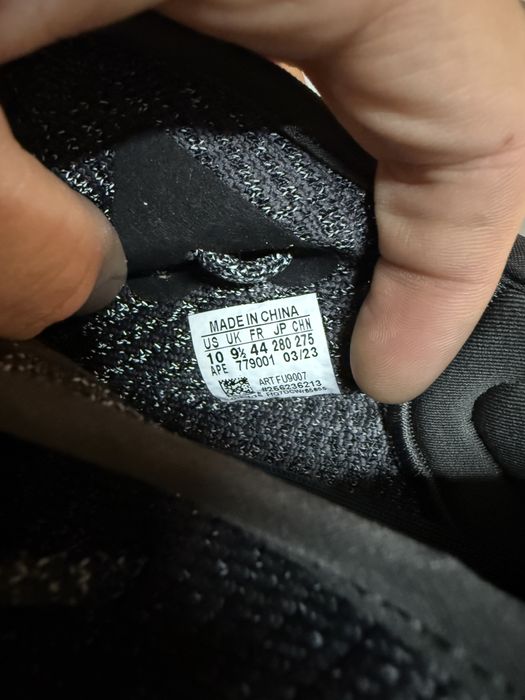 MADE IN CHINA
US UK FR JP CHN
10 9½ 44 280 275
APE 779001 03/23
ART FU9007
#266236213